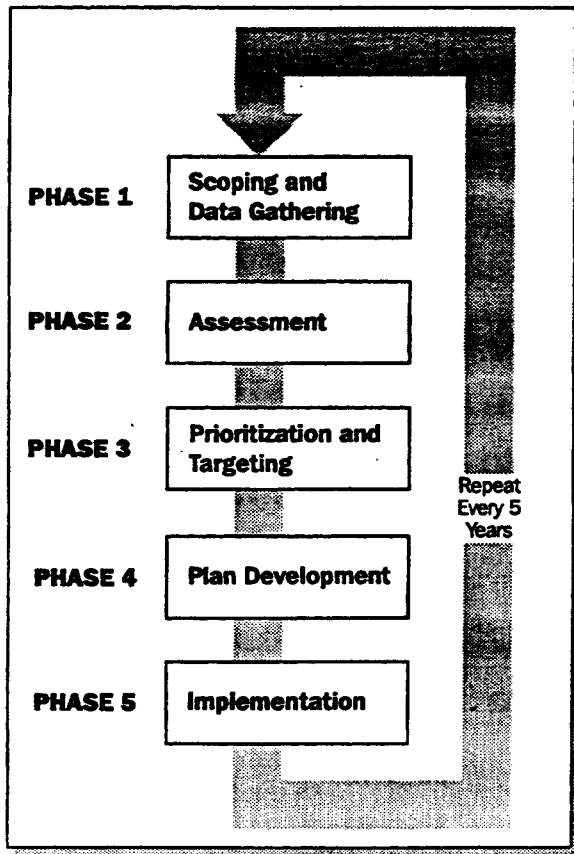 PHASE 1
Scoping and
Data Gathering
PHASE 2
Assessment
PHASE 3
Prioritization and
Targeting
Repeat
Every 5
Years
PHASE 4
Plan Development
PHASE 5
Implementation